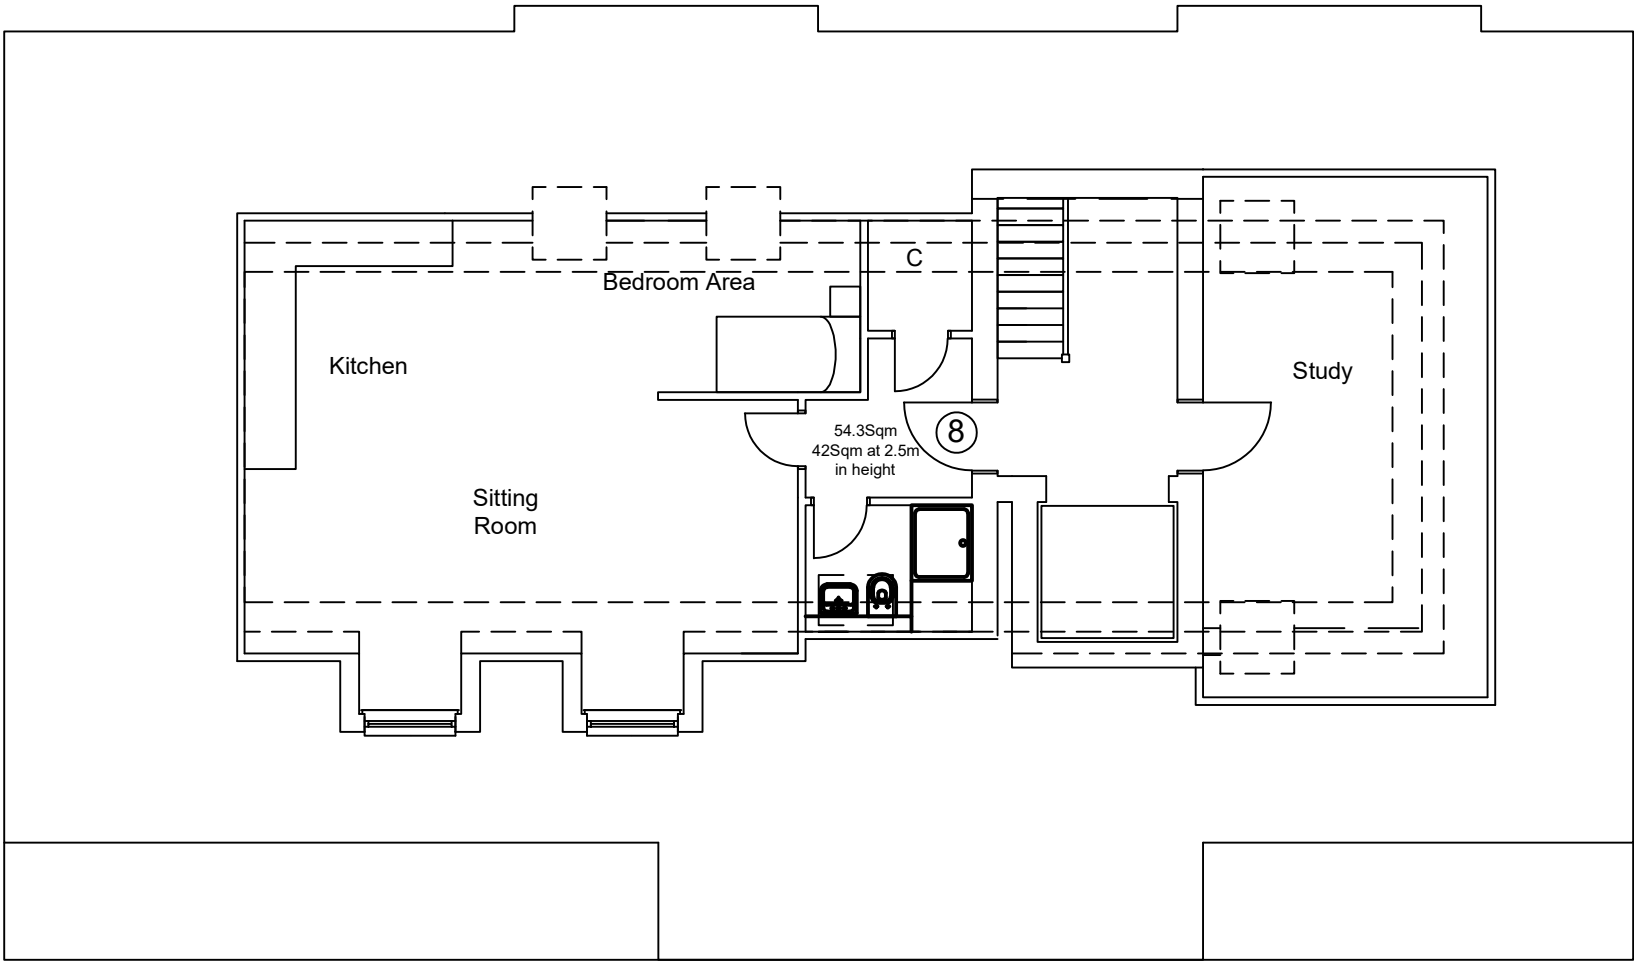 C
Bedroom Area
Kitchen
Study
54.3Sqm
42Sqm at 2.5m
in height
8
Sitting
Room